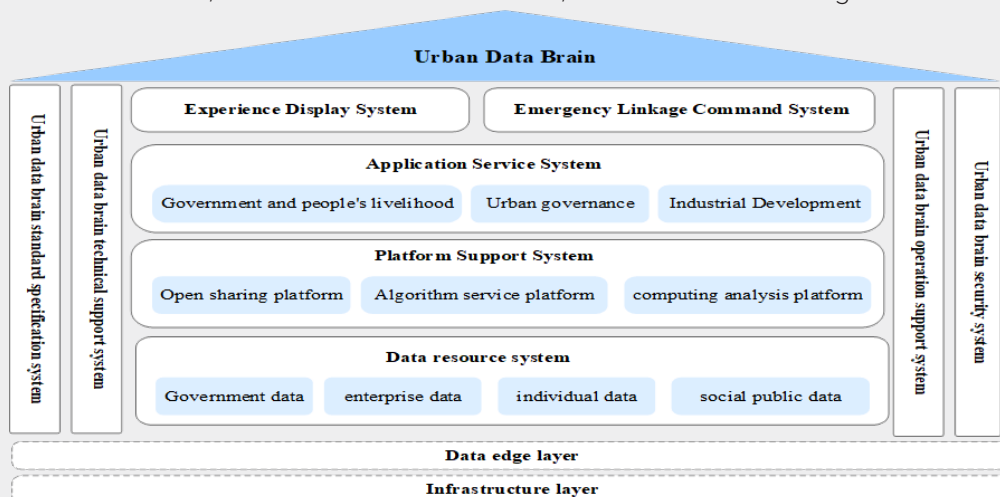 Urban Data Brain
Urban data brain standard specification system
Urban data brain technical support system
Experience Display System
Emergency Linkage Command System
Application Service System
Government and people's livelihood
Urban governance
Industrial Development
Platform Support System
Open sharing platform
Algorithm service platform
computing analysis platform
Data resource system
Government data
enterprise data
individual data
social public data
Urban data brain operation support system
Urban data brain security system
Data edge layer
Infrastructure layer